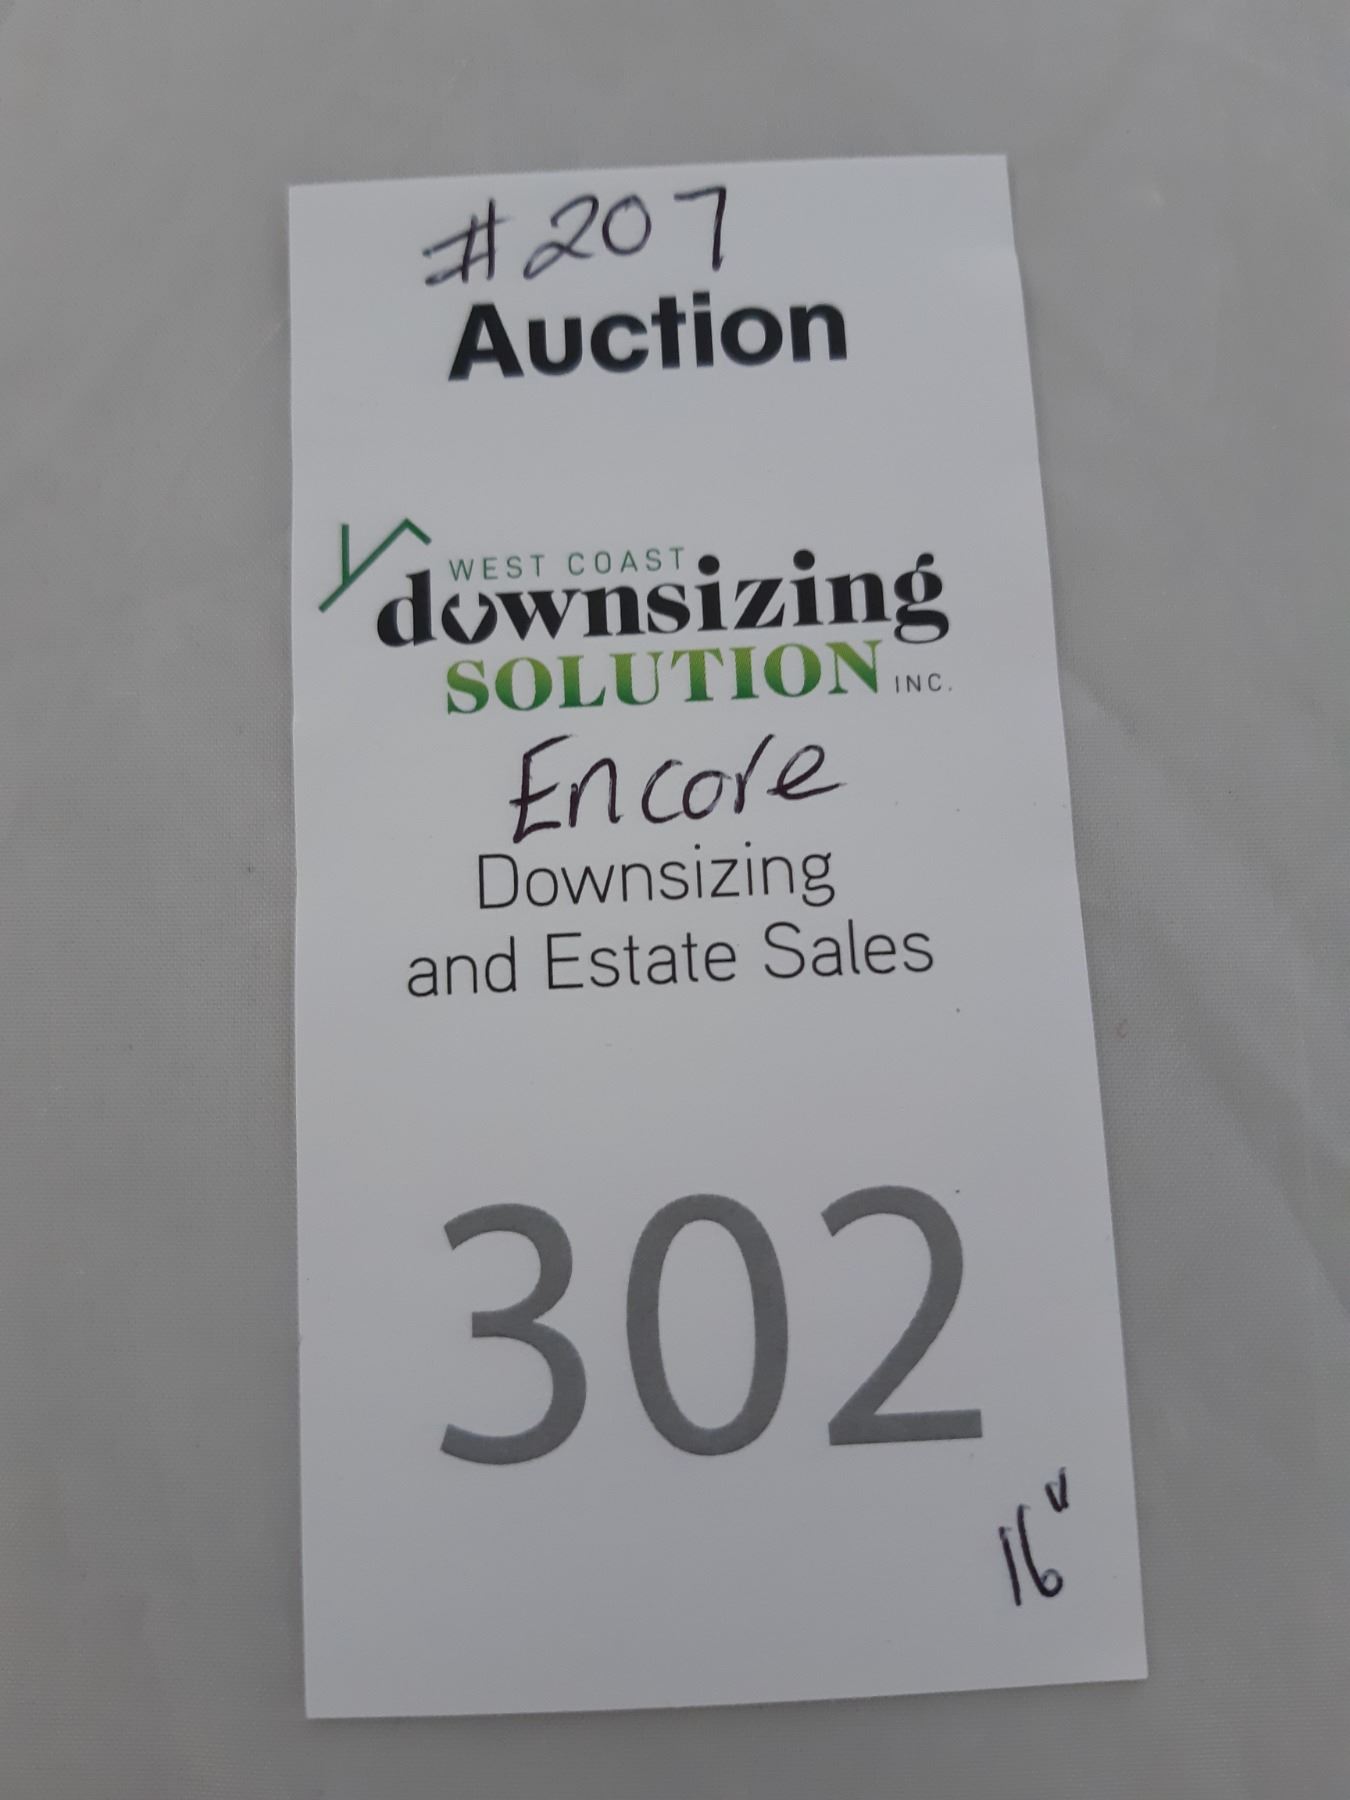 #207
Auction
WEST COAST
downsizing
SOLUTION INC.
Encore
Downsizing
and Estate Sales
302
16"